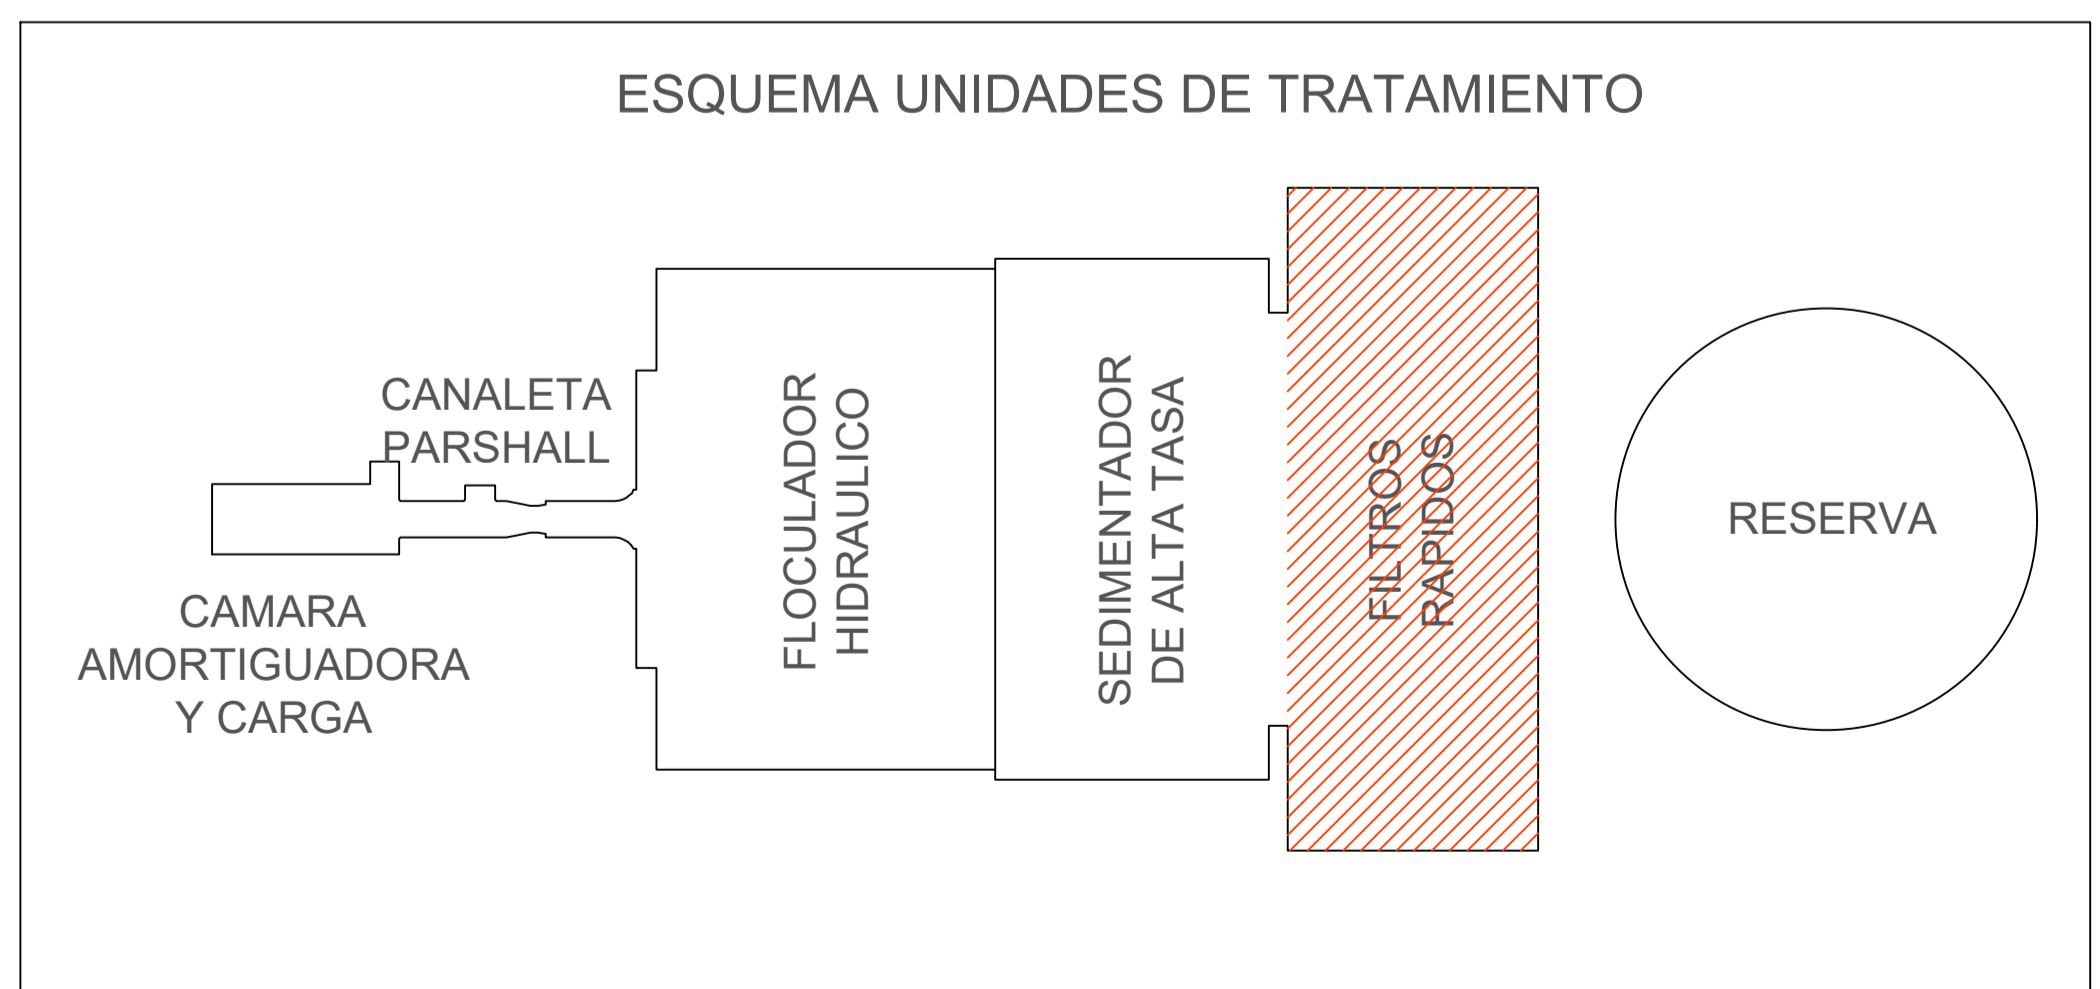 ESQUEMA UNIDADES DE TRATAMIENTO
CANALETA
PARSHALL
CAMARA
AMORTIGUADORA
Y CARGA
FLOCULADOR
HIDRAULICO
SEDIMENTADOR
DE ALTA TASA
FILTROS
RAPIDOS
RESERVA